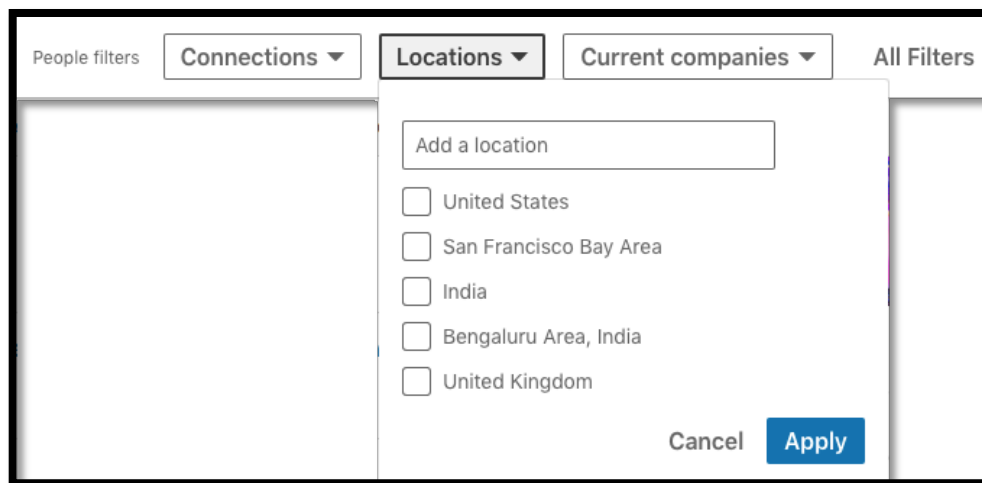 People filters Connections Locations Current companies All Filters
Add a location
United States
San Francisco Bay Area
India
Bengaluru Area, India
United Kingdom
Cancel Apply